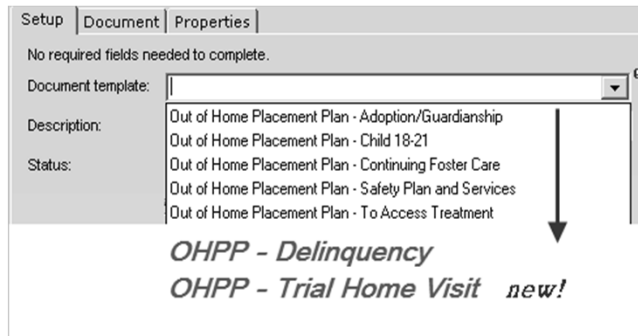 Setup Document Properties
No required fields needed to complete.
Document template:
Out of Home Placement Plan - Adoption/Guardianship
Description:
Out of Home Placement Plan - Child 18-21
Out of Home Placement Plan - Continuing Foster Care
Status:
Out of Home Placement Plan - Safety Plan and Services
Out of Home Placement Plan - To Access Treatment
OHPP - Delinquency
OHPP - Trial Home Visit new!